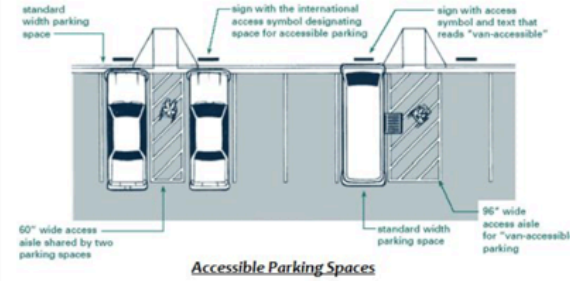 standard
width parking
space
sign with the international
access symbol designating
space for accessible parking
sign with access
symbol and text that
reads "van-accessible"
60" wide access
aisle shared by two
parking spaces
standard width
parking space
96" wide
access aisle
for "van-accessibl
parking
Accessible Parking Spaces